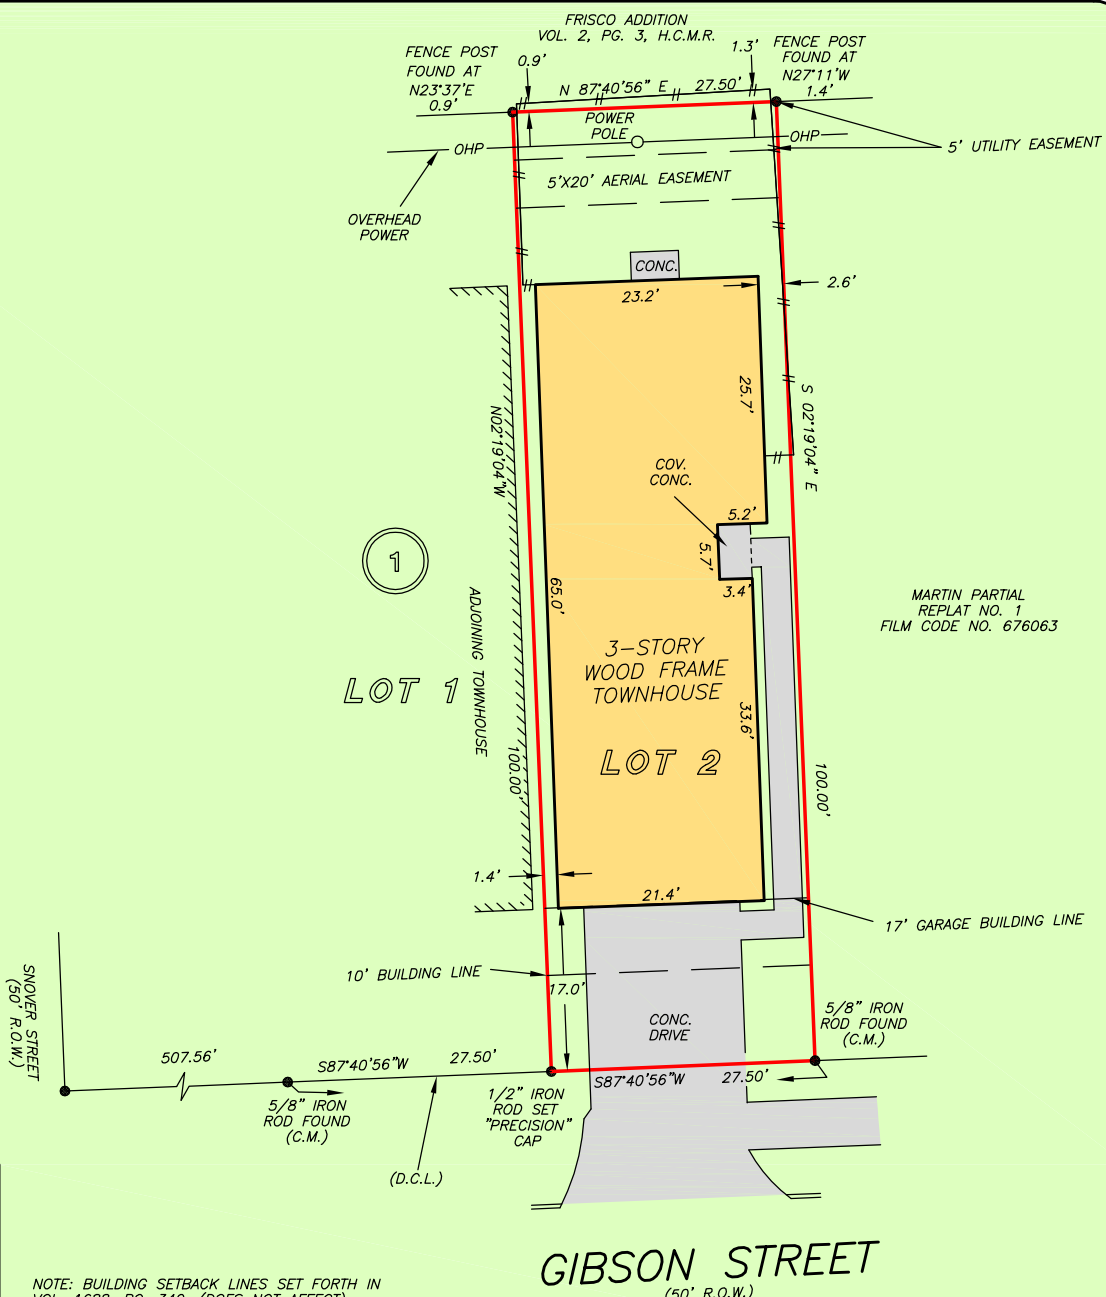 FRISCO ADDITION
VOL. 2, PG. 3, H.C.M.R.
FENCE POST
FOUND AT
N23°37'E
0.9'
0.9'
N 87°40'56" E
27.50'
1.3'
FENCE POST
FOUND AT
N27°11'W
1.4'
POWER
POLE
OHP
OHP
5' UTILITY EASEMENT
5'X20' AERIAL EASEMENT
OVERHEAD
POWER
CONC.
23.2'
2.6'
25.7'
S 02°19'04" E
N02°19'04"W
COV.
CONC.
5.2'
5.7'
3.4'
1
65.0'
ADJOINING TOWNHOUSE
MARTIN PARTIAL
REPLAT NO. 1
FILM CODE NO. 676063
3-STORY
WOOD FRAME
TOWNHOUSE
LOT 1
LOT 2
33.6'
100.00'
100.00'
1.4'
21.4'
17' GARAGE BUILDING LINE
10' BUILDING LINE
17.0'
SNOVER STREET
(50' R.O.W.)
CONC.
DRIVE
5/8" IRON
ROD FOUND
(C.M.)
507.56'
S87°40'56"W
27.50'
S87°40'56"W
27.50'
5/8" IRON
ROD FOUND
(C.M.)
1/2" IRON
ROD SET
"PRECISION"
CAP
(D.C.L.)
GIBSON STREET
(50' R.O.W.)
NOTE: BUILDING SETBACK LINES SET FORTH IN